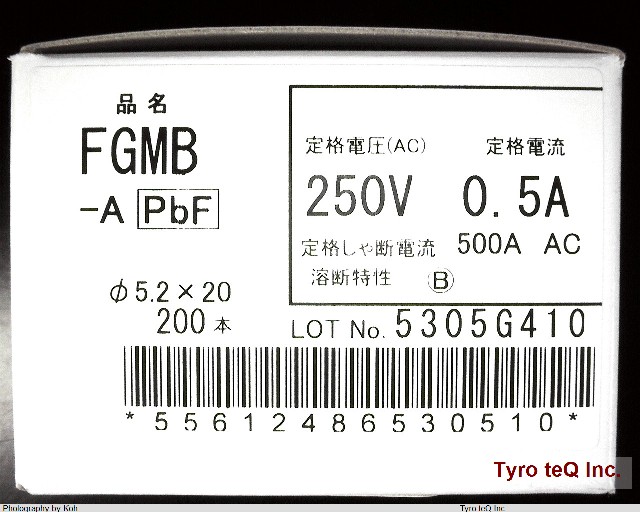 品名
FGMB
-A PbF
定格電圧(AC) 定格電流
250V 0.5A
定格しゃ断電流 500A AC
溶断特性 Ⓑ
φ5.2×20
200本
LOT No. 5305G410
*55612486530510*
Tyro teQ Inc.
Photography by Koh Tyro teQ Inc